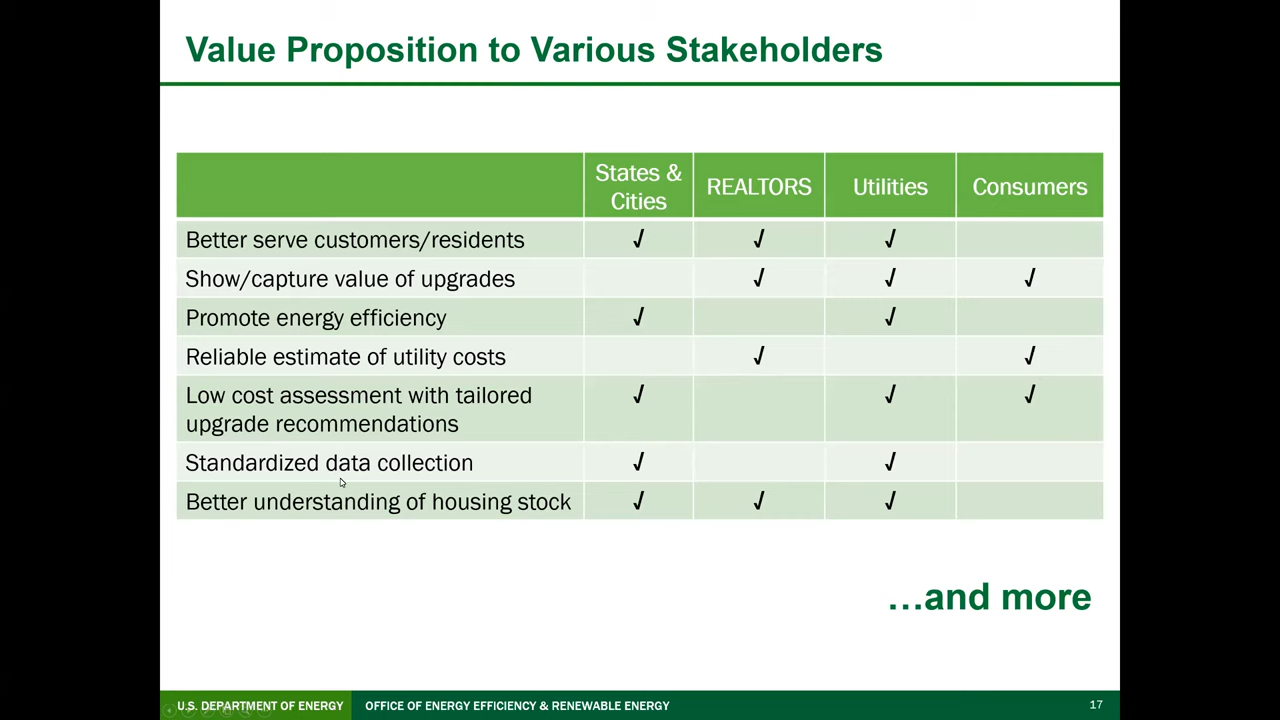 Value Proposition to Various Stakeholders
States &
Cities
REALTORS
Utilities
Consumers
Better serve customers/residents √ √ √
Show/capture value of upgrades √ √ √
Promote energy efficiency √ √
Reliable estimate of utility costs √ √
Low cost assessment with tailored √ √ √
upgrade recommendations
Standardized data collection √ √
Better understanding of housing stock √ √ √
…and more
U.S. DEPARTMENT OF ENERGY OFFICE OF ENERGY EFFICIENCY & RENEWABLE ENERGY 17